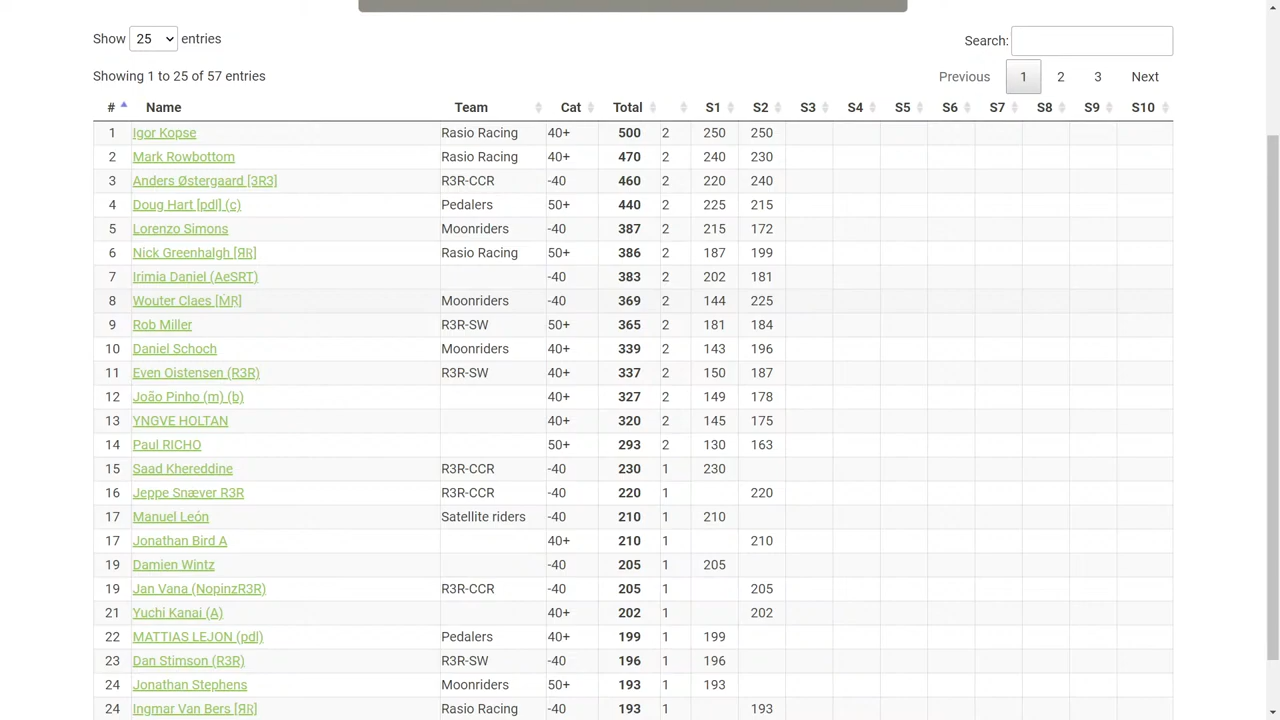 Show 25 entries Search:
Showing 1 to 25 of 57 entries Previous 1 2 3 Next
# Name Team Cat Total S1 S2 S3 S4 S5 S6 S7 S8 S9 S10
1 Igor Kopse Rasio Racing 40+ 500 2 250 250
2 Mark Rowbottom Rasio Racing 40+ 470 2 240 230
3 Anders Østergaard [3R3] R3R-CCR -40 460 2 220 240
4 Doug Hart [pdl] (c) Pedalers 50+ 440 2 225 215
5 Lorenzo Simons Moonriders -40 387 2 215 172
6 Nick Greenhalgh [ЯR] Rasio Racing 50+ 386 2 187 199
7 Irimia Daniel (AeSRT) -40 383 2 202 181
8 Wouter Claes [ṀR] Moonriders -40 369 2 144 225
9 Rob Miller R3R-SW 50+ 365 2 181 184
10 Daniel Schoch Moonriders 40+ 339 2 143 196
11 Even Oistensen (R3R) R3R-SW 40+ 337 2 150 187
12 João Pinho (m) (b) 40+ 327 2 149 178
13 YNGVE HOLTAN 40+ 320 2 145 175
14 Paul RICHO 50+ 293 2 130 163
15 Saad Khereddine R3R-CCR -40 230 1 230
16 Jeppe Snæver R3R R3R-CCR -40 220 1 220
17 Manuel León Satellite riders -40 210 1 210
17 Jonathan Bird A 40+ 210 1 210
19 Damien Wintz -40 205 1 205
19 Jan Vana (NopinzR3R) R3R-CCR -40 205 1 205
21 Yuchi Kanai (A) 40+ 202 1 202
22 MATTIAS LEJON (pdl) Pedalers 40+ 199 1 199
23 Dan Stimson (R3R) R3R-SW -40 196 1 196
24 Jonathan Stephens Moonriders 50+ 193 1 193
24 Ingmar Van Bers [ЯR] Rasio Racing -40 193 1 193